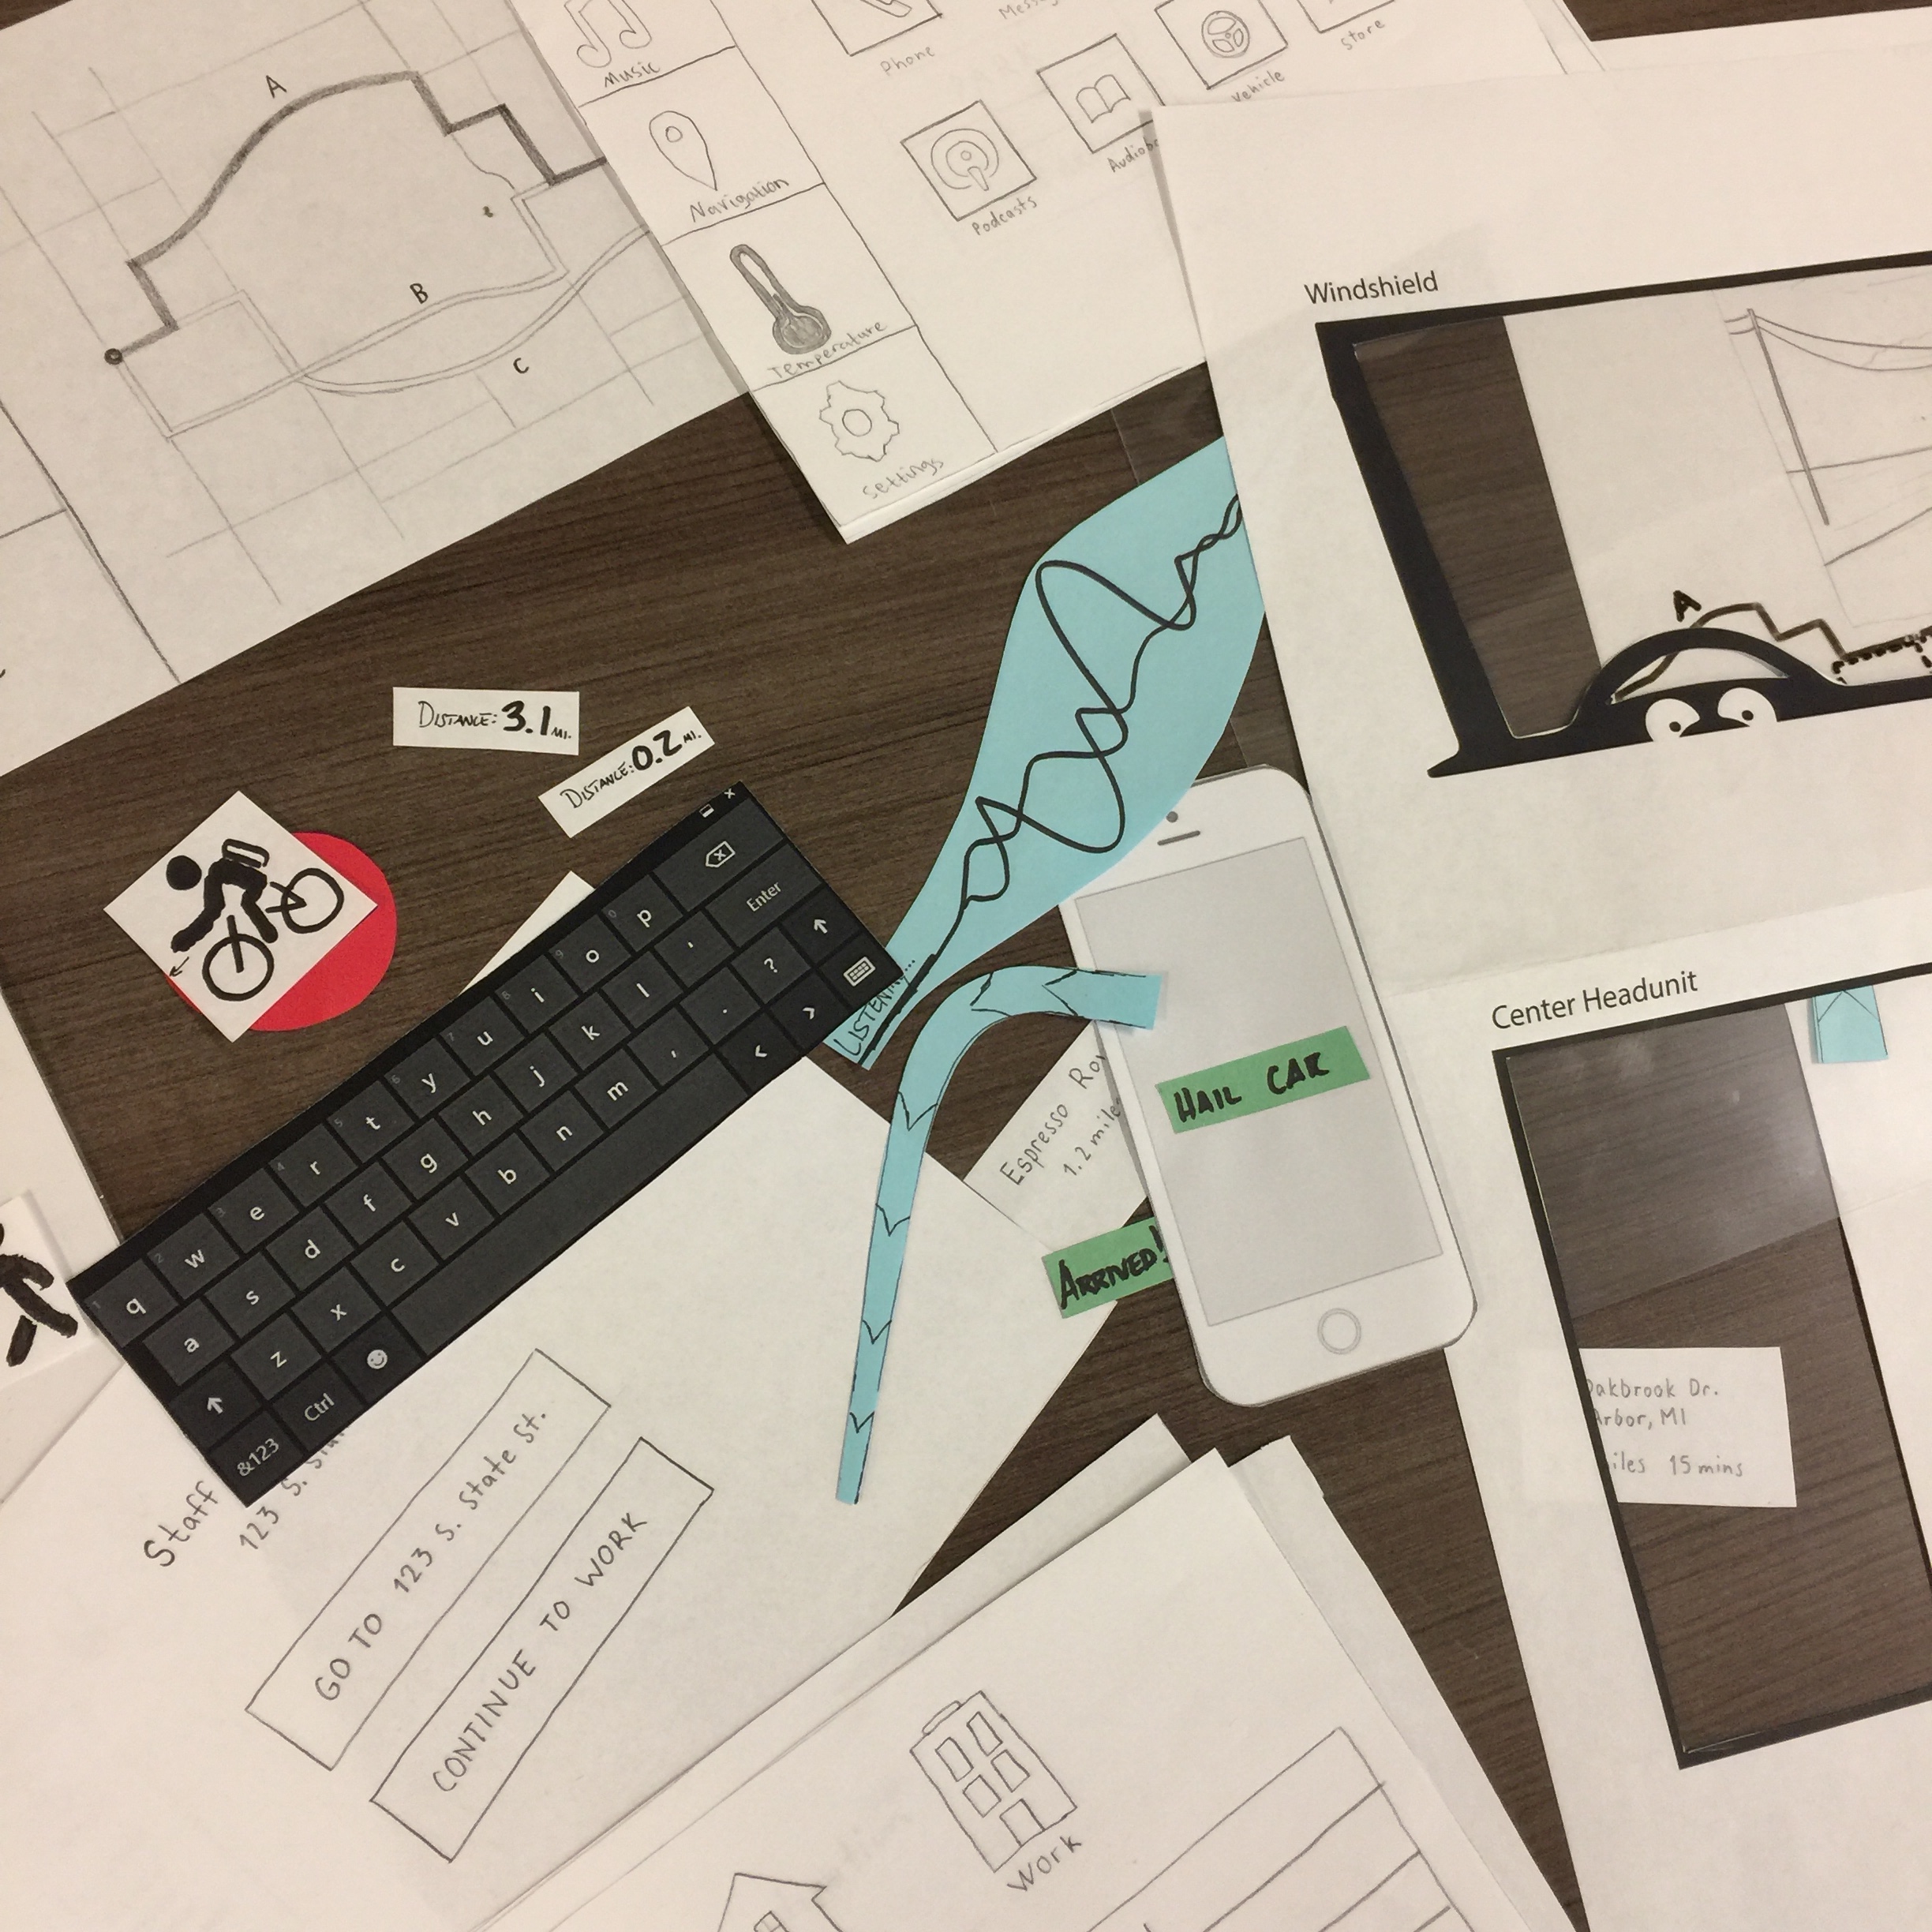 A
B
C
Music
Navigation
Temperature
Settings
Phone
Vehicle
Store
Podcasts
Windshield
A
DISTANCE: 3.1 MI.
DISTANCE: 0.2 MI.
LISTENING...
p
Enter
o
'
i
l
?
u
k
.
>
y
j
,
<
t
h
m
r
g
n
e
f
b
w
d
v
q
s
c
a
x
z
Ctrl
&123
Espresso
1.2
HAIL CAR
ARRIVED!
Center Headunit
Dr.
Arbor, MI
15 mins
Staff
123 S.
GO TO 123 S. State St.
CONTINUE TO WORK
Work